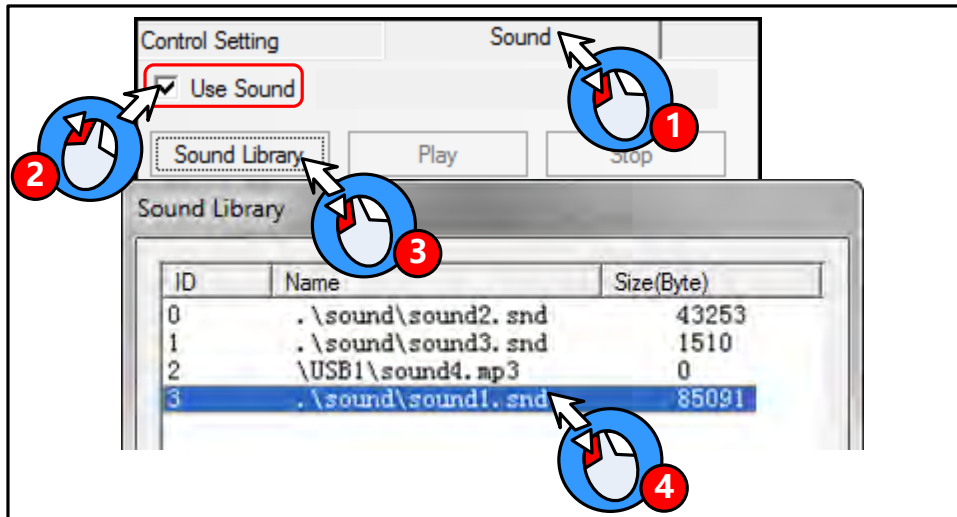 Control Setting Sound
Use Sound
1
2
Sound Library Play Stop
Sound Library
3
ID Name Size(Byte)
0 .\sound\sound2.snd 43253
1 .\sound\sound3.snd 1510
2 \USB1\sound4.mp3 0
3 .\sound\sound1.snd 85091
4